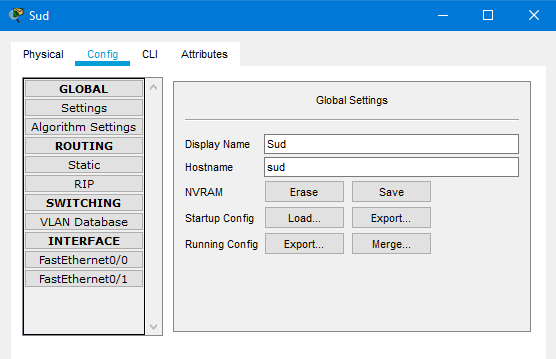 Sud
Physical Config CLI Attributes
GLOBAL
Settings
Algorithm Settings
ROUTING
Static
RIP
SWITCHING
VLAN Database
INTERFACE
FastEthernet0/0
FastEthernet0/1
Global Settings
Display Name Sud
Hostname sud
NVRAM Erase Save
Startup Config Load... Export...
Running Config Export... Merge...